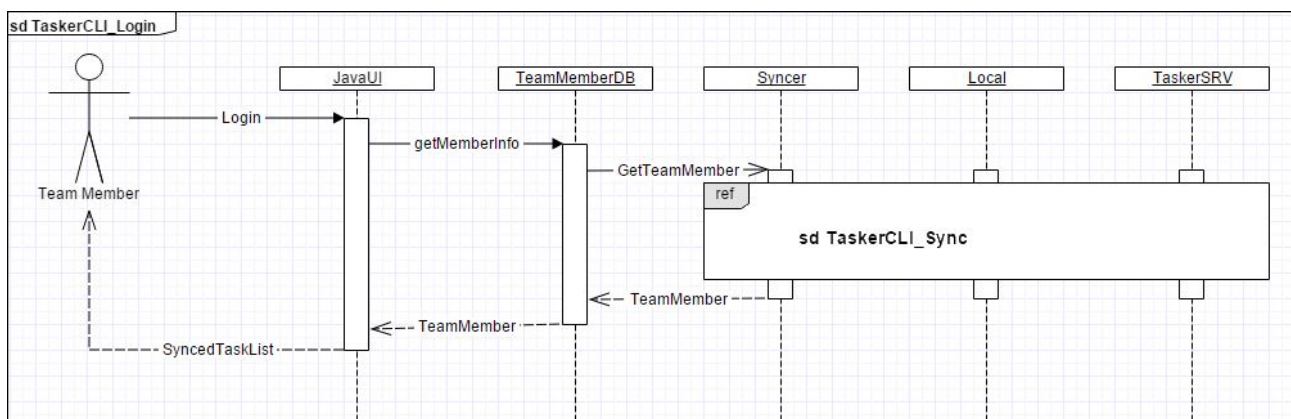 sd TaskerCLI_Login
JavaUI
TeamMemberDB
Syncer
Local
TaskerSRV
Login
getMemberInfo
GetTeamMember
Team Member
ref
sd TaskerCLI_Sync
TeamMember
TeamMember
SyncedTaskList